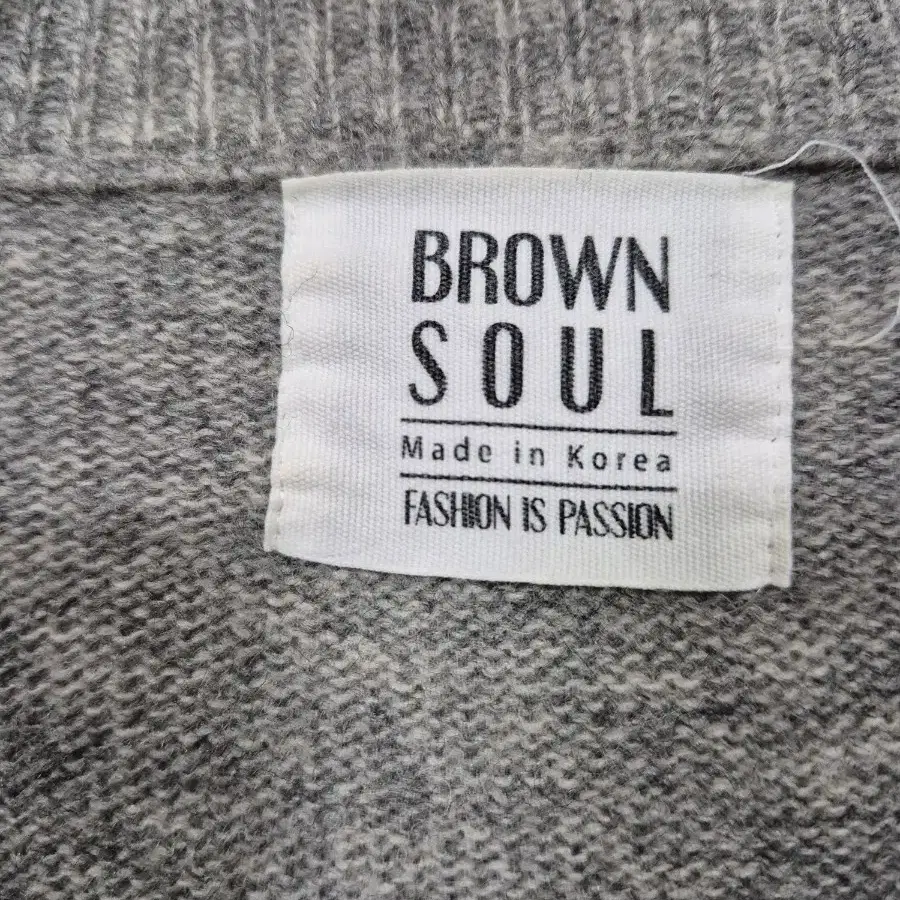 BROWN
SOUL
Made in Korea
FASHION IS PASSION